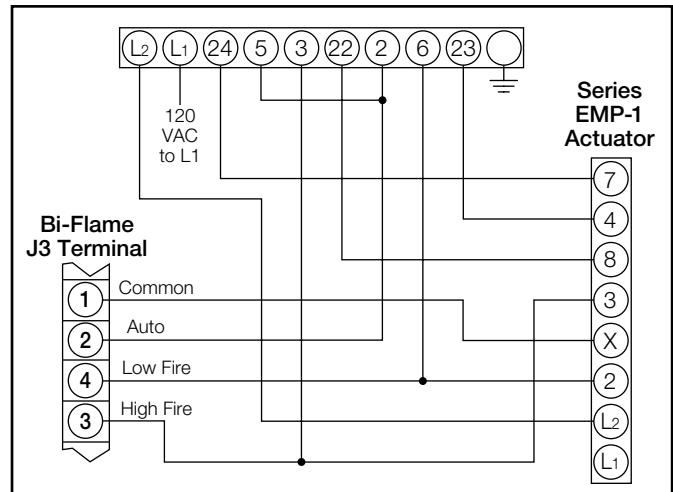 L2 L1 24 5 3 22 2 6 23
120
VAC
to L1
Series
EMP-1
Actuator
7
4
8
3
X
2
L2
L1
Bi-Flame
J3 Terminal
1 Common
2 Auto
4 Low Fire
3 High Fire